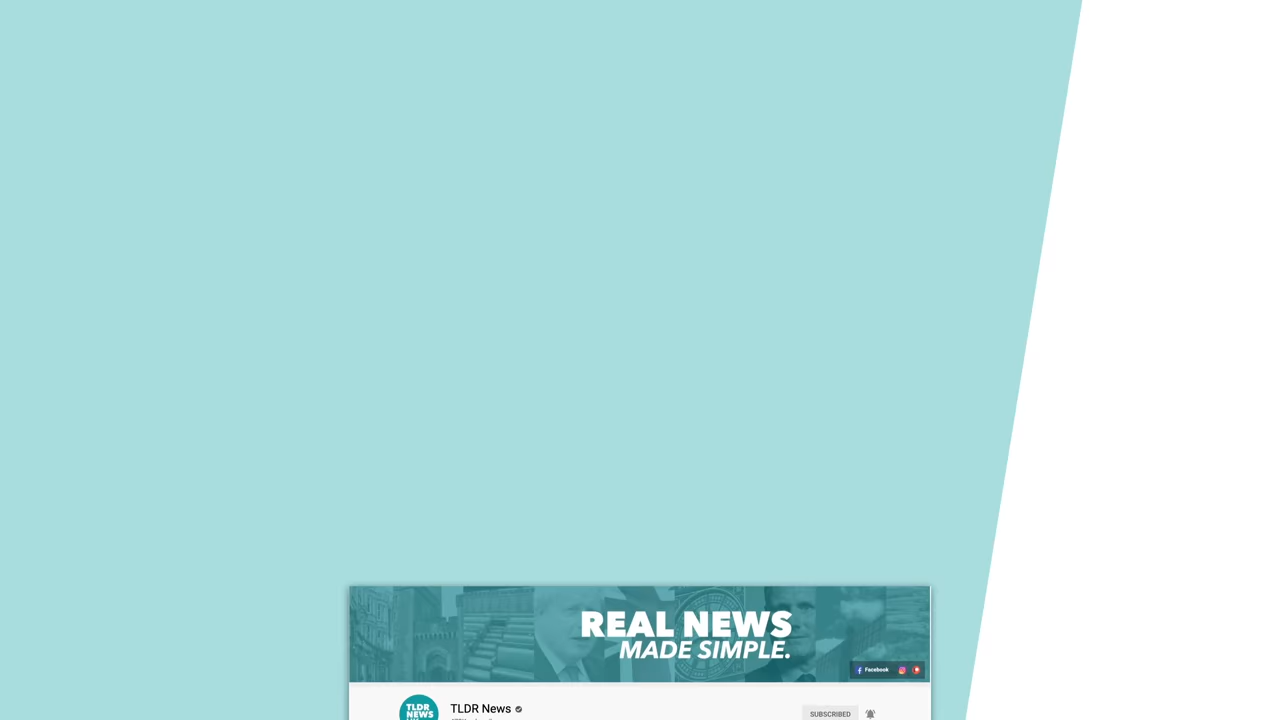 REAL NEWS
MADE SIMPLE.
Facebook
TLDR
NEWS
TLDR News
SUBSCRIBED